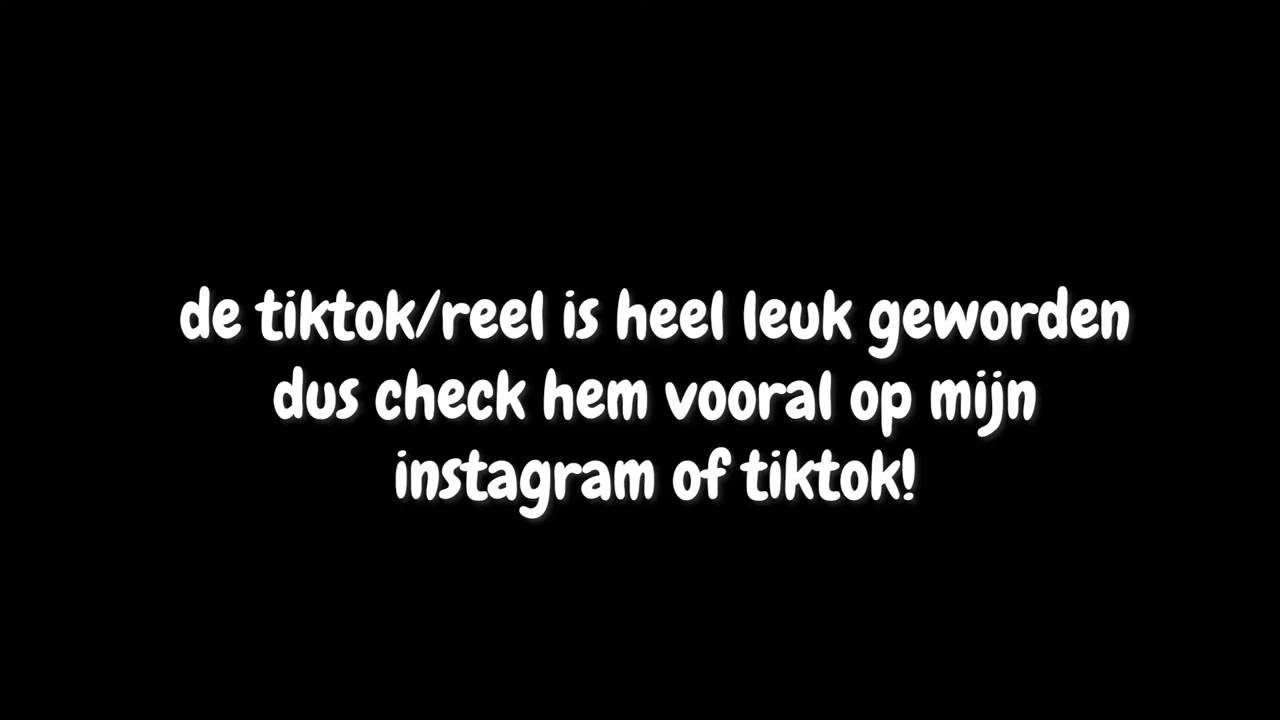 de tiktok/reel is heel leuk geworden
dus check hem vooral op mijn
instagram of tiktok!